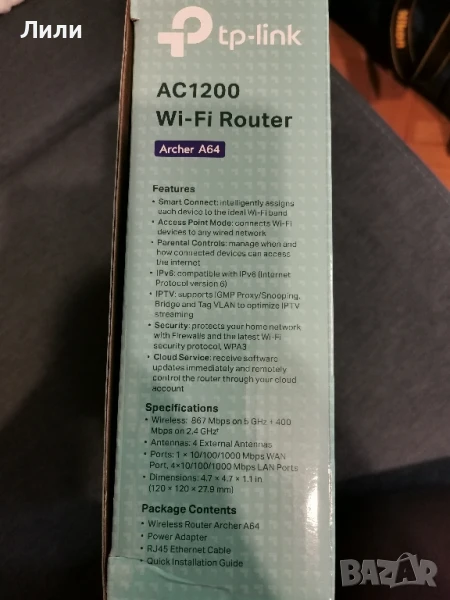 Лили
tp-link
AC1200
Wi-Fi Router
Archer A64
Features
• Smart Connect: intelligently assigns
each device to the ideal Wi-Fi band
• Access Point Mode: connects Wi-Fi
devices to any wired network
• Parental Controls: manage when and
how connected devices can access
the internet
• IPv6: compatible with IPv6 (Internet
Protocol version 6)
• IPTV: supports IGMP Proxy/Snooping,
Bridge and Tag VLAN to optimize IPTV
streaming
• Security: protects your home network
with Firewalls and the latest Wi-Fi
security protocol, WPA3
• Cloud Service: receive software
updates immediately and remotely
control the router through your cloud
account
Specifications
• Wireless: 867 Mbps on 5 GHz + 400
Mbps on 2.4 GHz†
• Antennas: 4 External Antennas
• Ports: 1 × 10/100/1000 Mbps WAN
Port, 4×10/100/1000 Mbps LAN Ports
• Dimensions: 4.7 × 4.7 × 1.1 in
(120 × 120 × 27.9 mm)
Package Contents
• Wireless Router Archer A64
• Power Adapter
• RJ45 Ethernet Cable
• Quick Installation Guide
Nikon
BAZAR